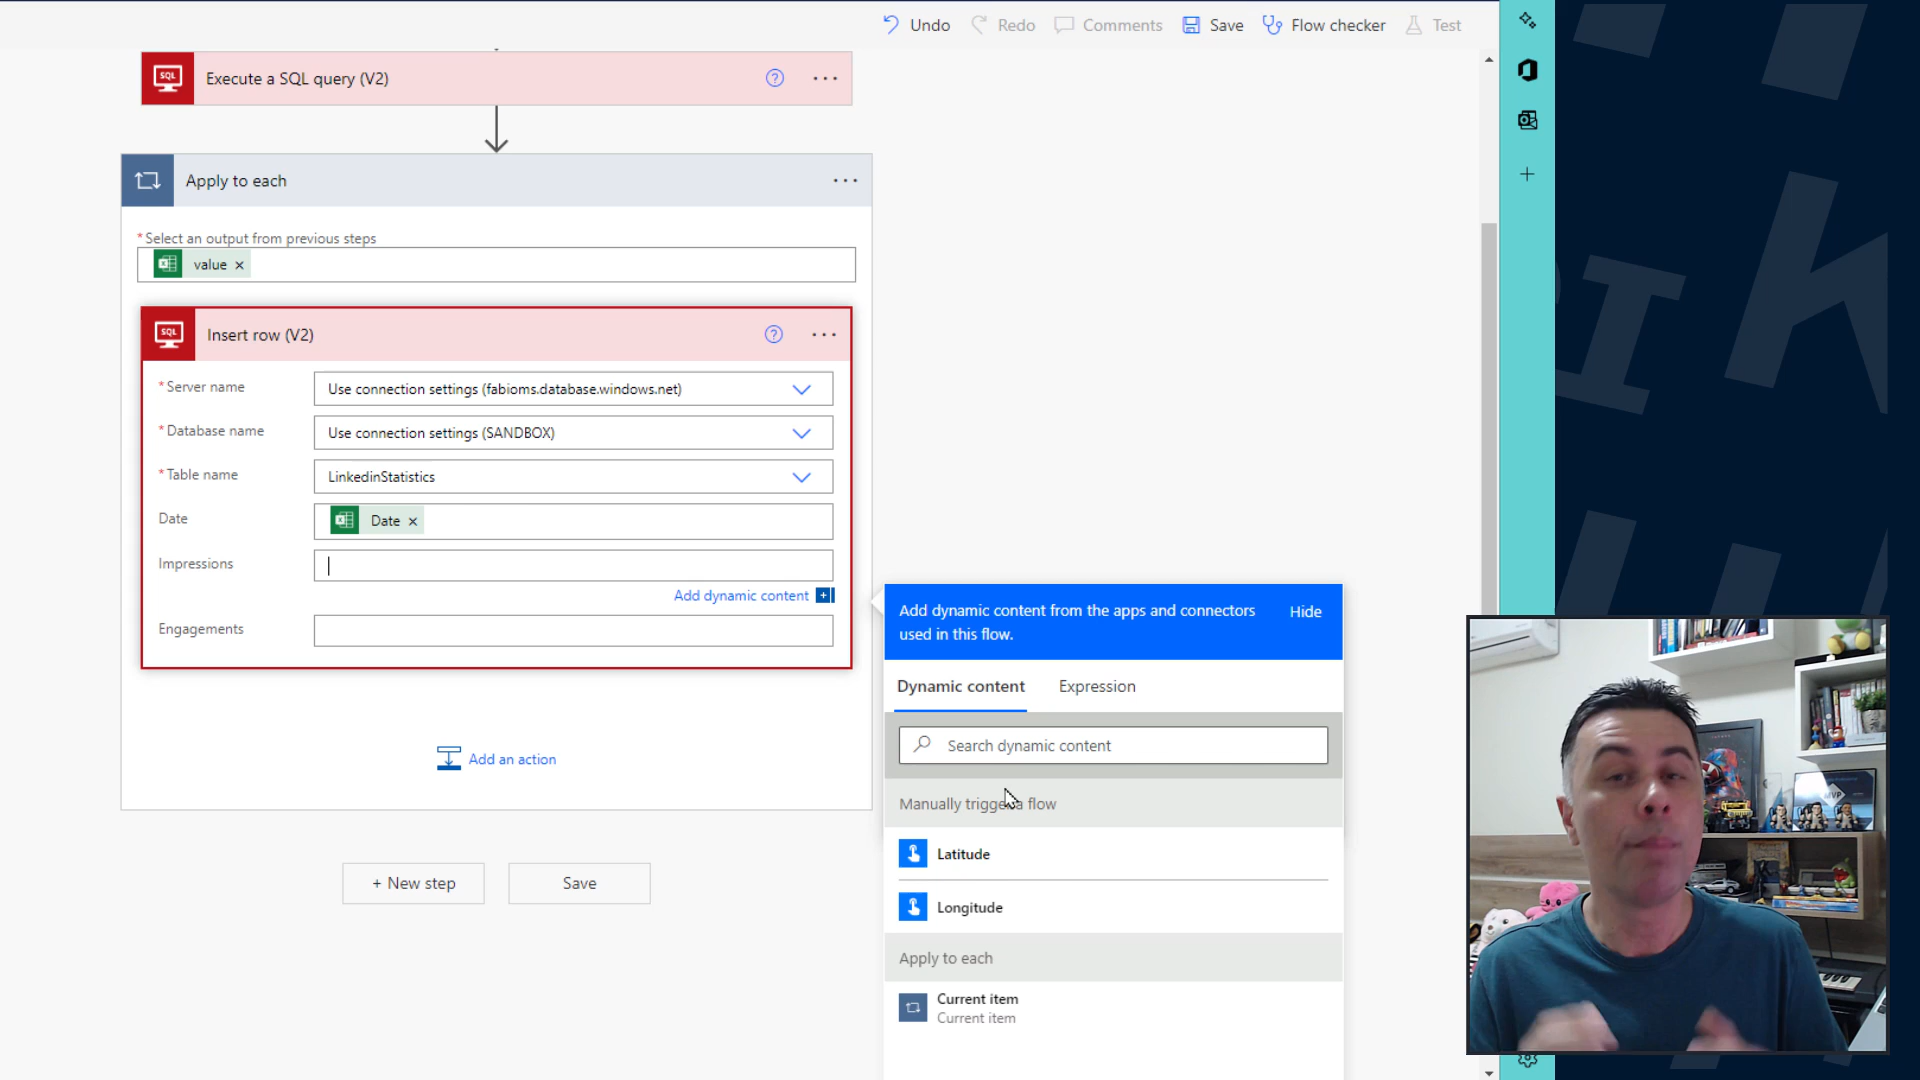 Undo
Redo
Comments
Save
Flow checker
Test
SQL
Execute a SQL query (V2)
Apply to each
* Select an output from previous steps
value ×
SQL
Insert row (V2)
* Server name
Use connection settings (fabioms.database.windows.net)
* Database name
Use connection settings (SANDBOX)
* Table name
LinkedinStatistics
Date
Date ×
Impressions
Add dynamic content
Engagements
Add an action
+ New step
Save
Add dynamic content from the apps and connectors
used in this flow.
Hide
Dynamic content
Expression
Search dynamic content
Manually trigger a flow
Latitude
Longitude
Apply to each
Current item
Current item
MVP